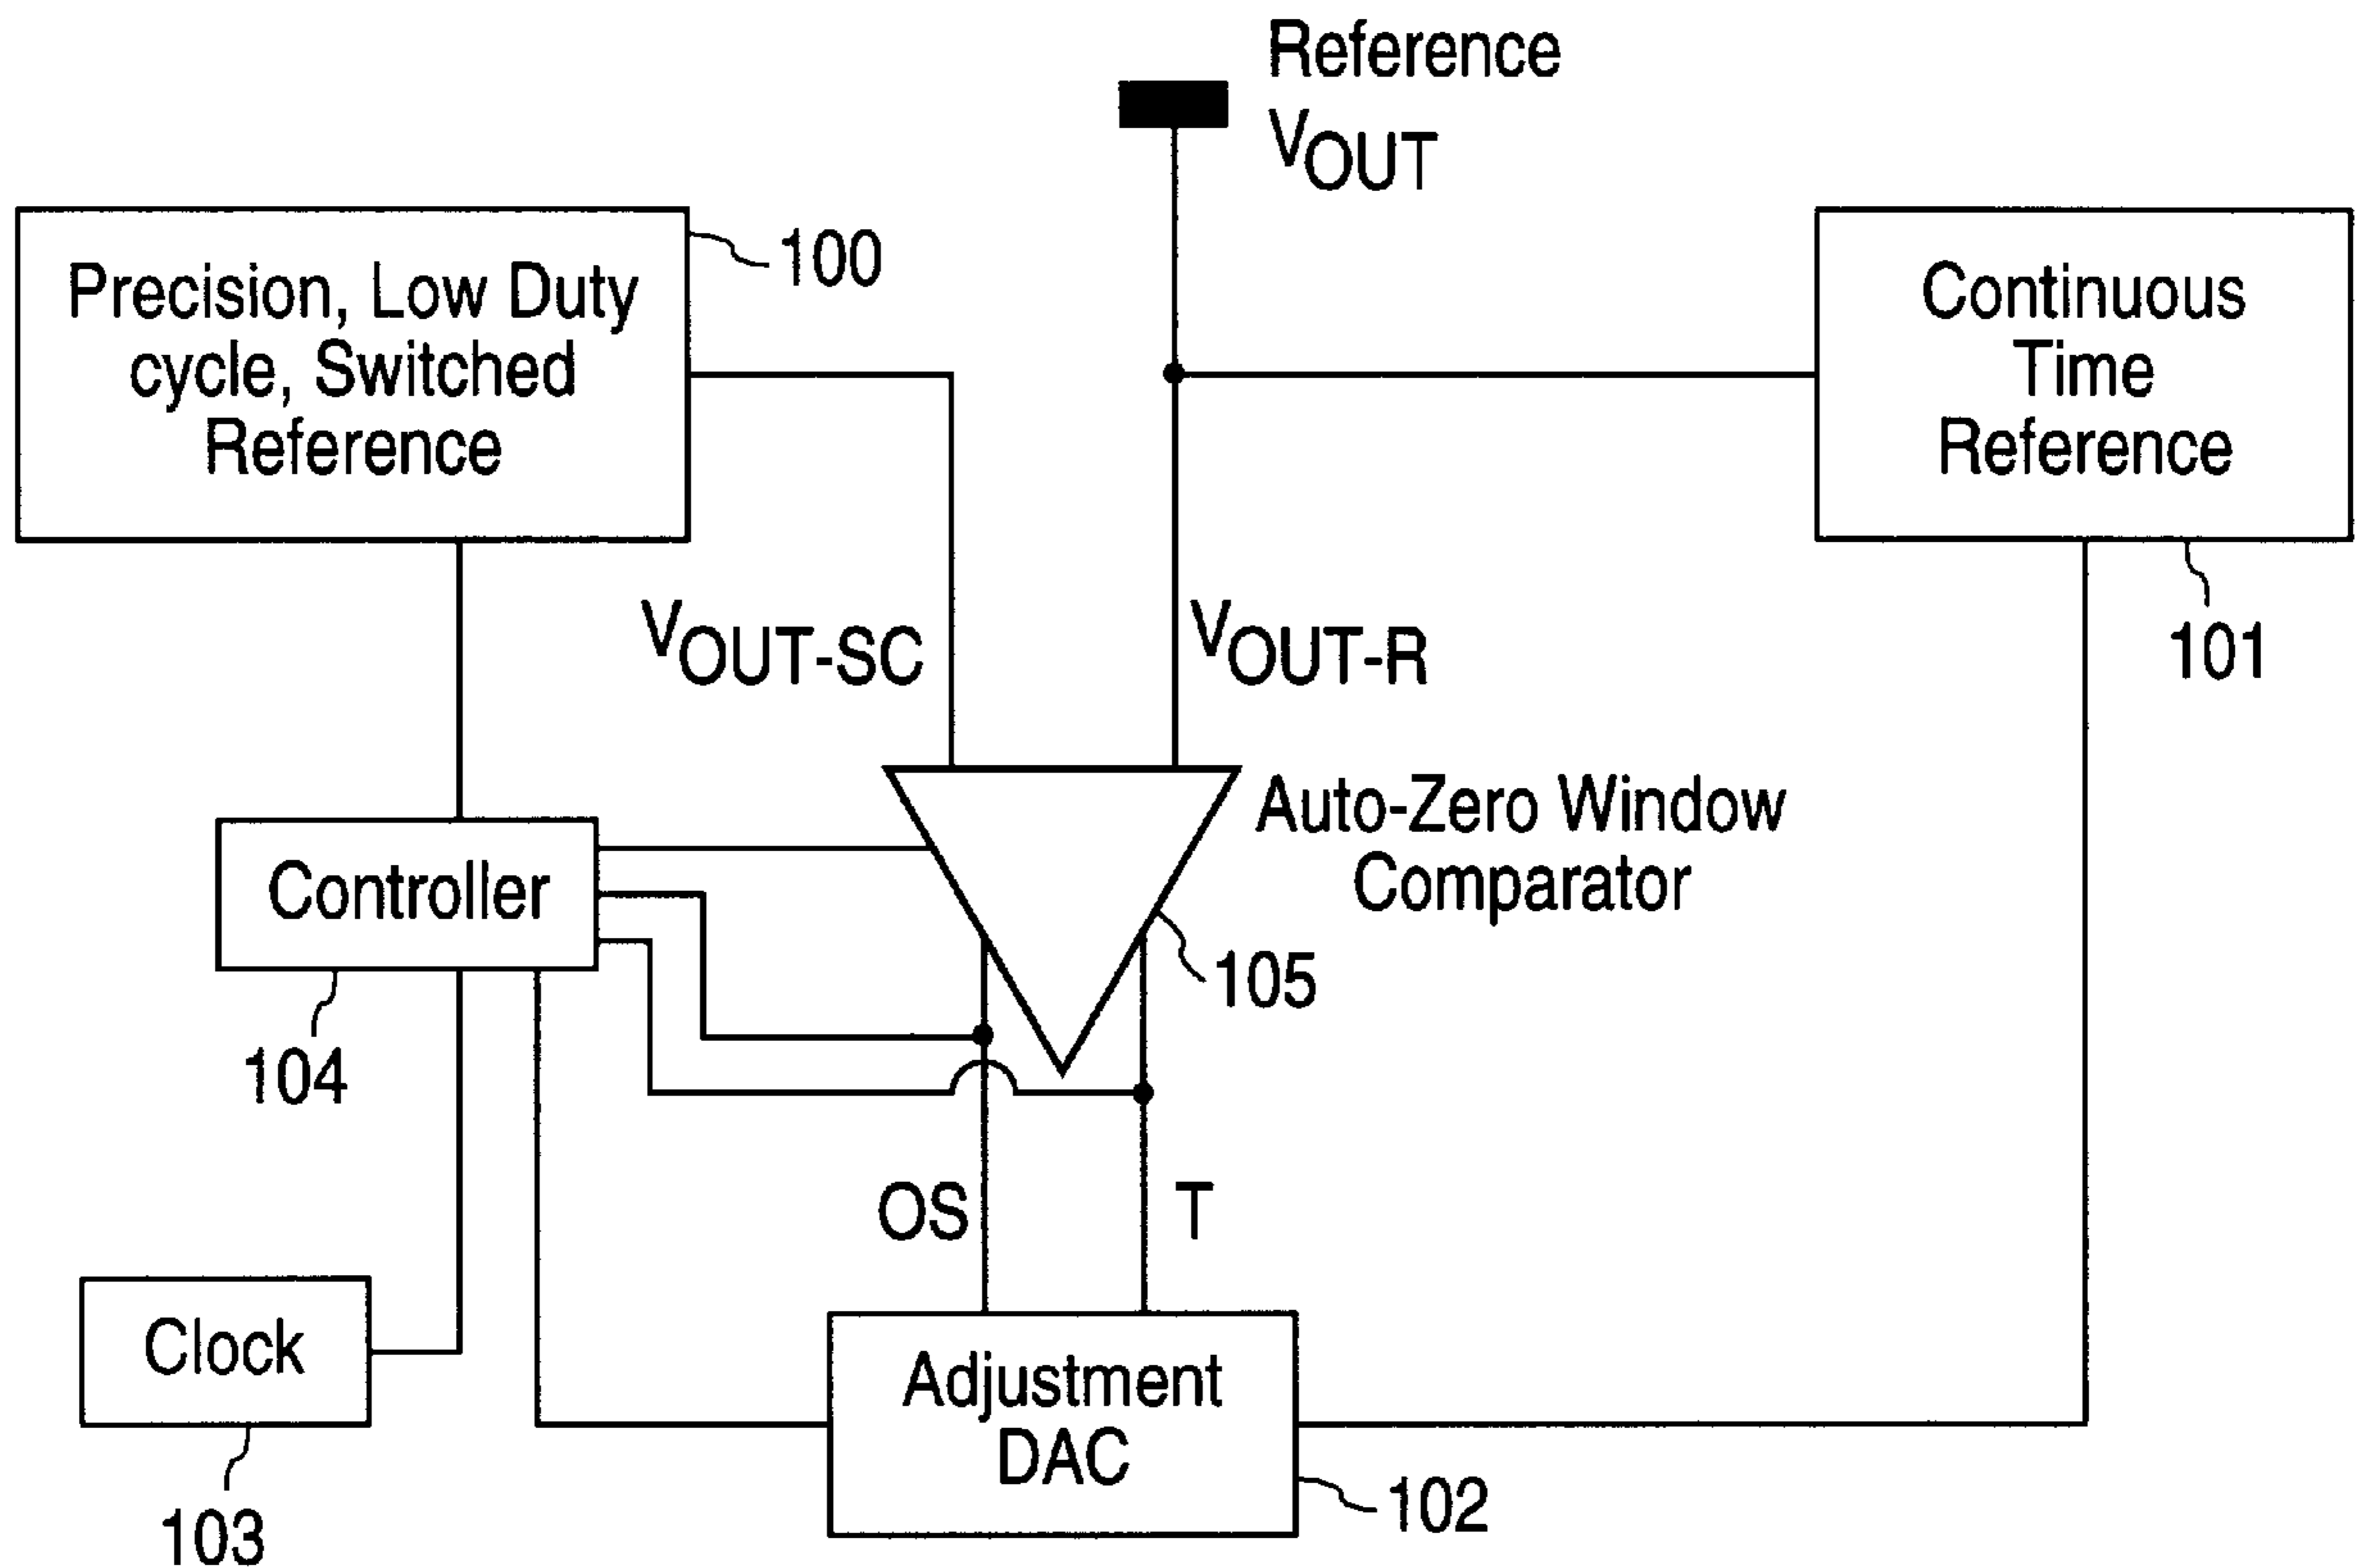 Reference
VOUT
100
Precision, Low Duty
cycle, Switched
Reference
Continuous
Time
Reference
VOUT-SC
VOUT-R
101
Auto-Zero Window
Comparator
Controller
105
104
OS
T
Clock
Adjustment
DAC
102
103